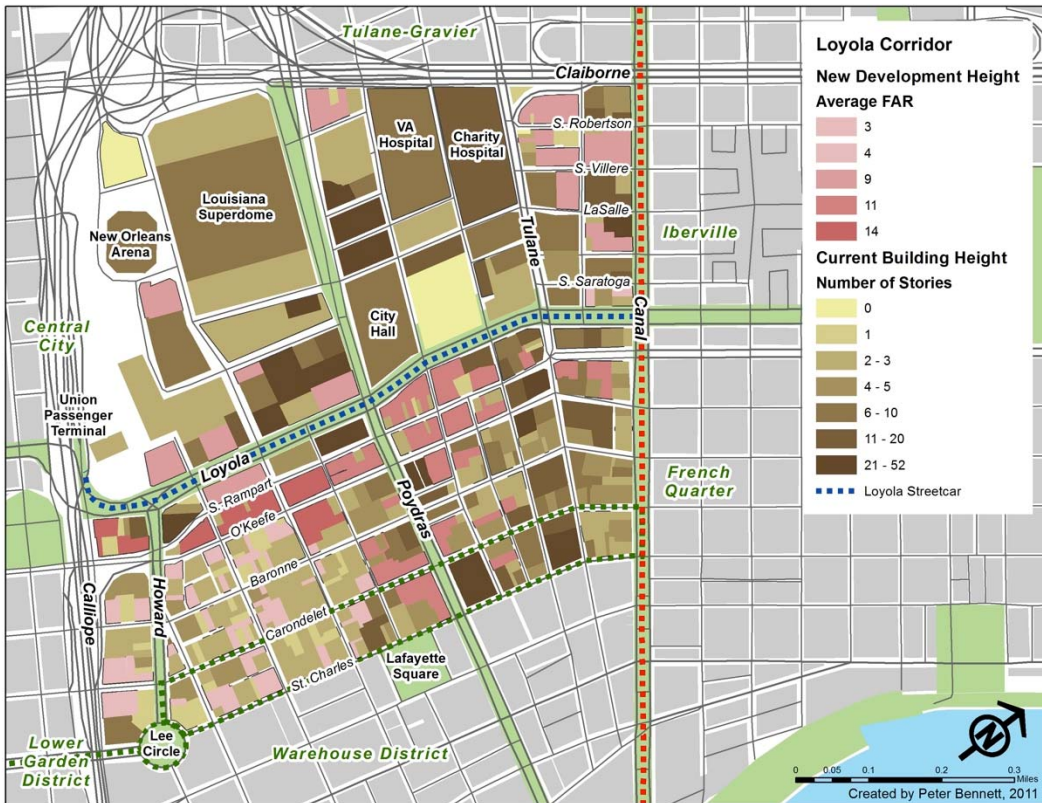 Tulane-Gravier
Claiborne
VA
Hospital
Charity
Hospital
S. Robertson
S. Villere
LaSalle
S. Saratoga
Tulane
Canal
Iberville
Louisiana
Superdome
New Orleans
Arena
City
Hall
Central
City
Union
Passenger
Terminal
Loyola
S. Rampart
O'Keefe
Baronne
Carondelet
St. Charles
Poydras
French
Quarter
Calliope
Howard
Lafayette
Square
Lee
Circle
Lower
Garden
District
Warehouse District
Loyola Corridor
New Development Height
Average FAR
3
4
9
11
14
Current Building Height
Number of Stories
0
1
2 - 3
4 - 5
6 - 10
11 - 20
21 - 52
Loyola Streetcar
N
0 0.05 0.1 0.2 0.3
Miles
Created by Peter Bennett, 2011